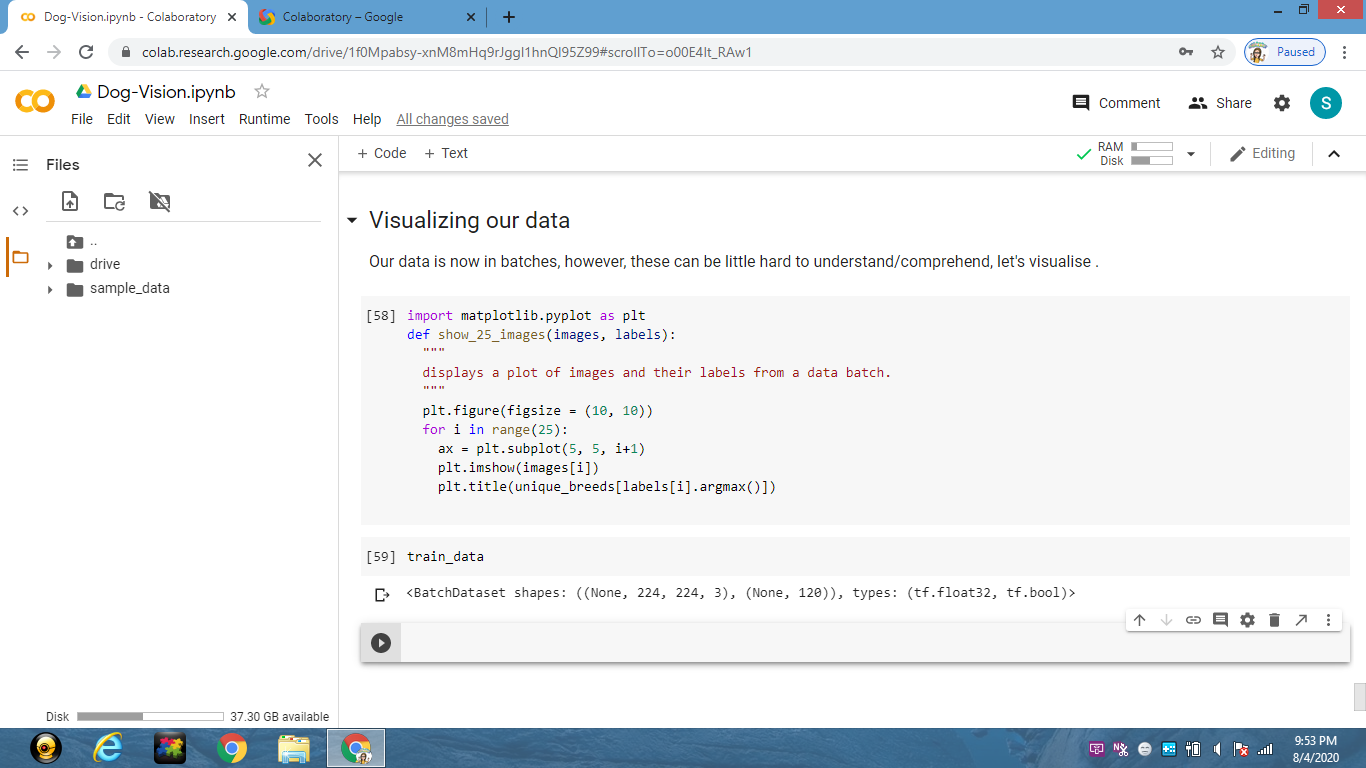 Dog-Vision.ipynb - Colaboratory
Colaboratory – Google
colab.research.google.com/drive/1f0Mpabsy-xnM8mHq9rJggI1hnQl95Z99#scrollTo=o00E4lt_RAw1
Paused
Dog-Vision.ipynb
Comment
Share
S
File Edit View Insert Runtime Tools Help All changes saved
Files
+ Code + Text
RAM
Disk
Editing
..
drive
sample_data
Visualizing our data
Our data is now in batches, however, these can be little hard to understand/comprehend, let's visualise .
[58] import matplotlib.pyplot as plt
def show_25_images(images, labels):
"""
displays a plot of images and their labels from a data batch.
"""
plt.figure(figsize = (10, 10))
for i in range(25):
ax = plt.subplot(5, 5, i+1)
plt.imshow(images[i])
plt.title(unique_breeds[labels[i].argmax()])
[59] train_data
<BatchDataset shapes: ((None, 224, 224, 3), (None, 120)), types: (tf.float32, tf.bool)>
Disk 37.30 GB available
9:53 PM
8/4/2020